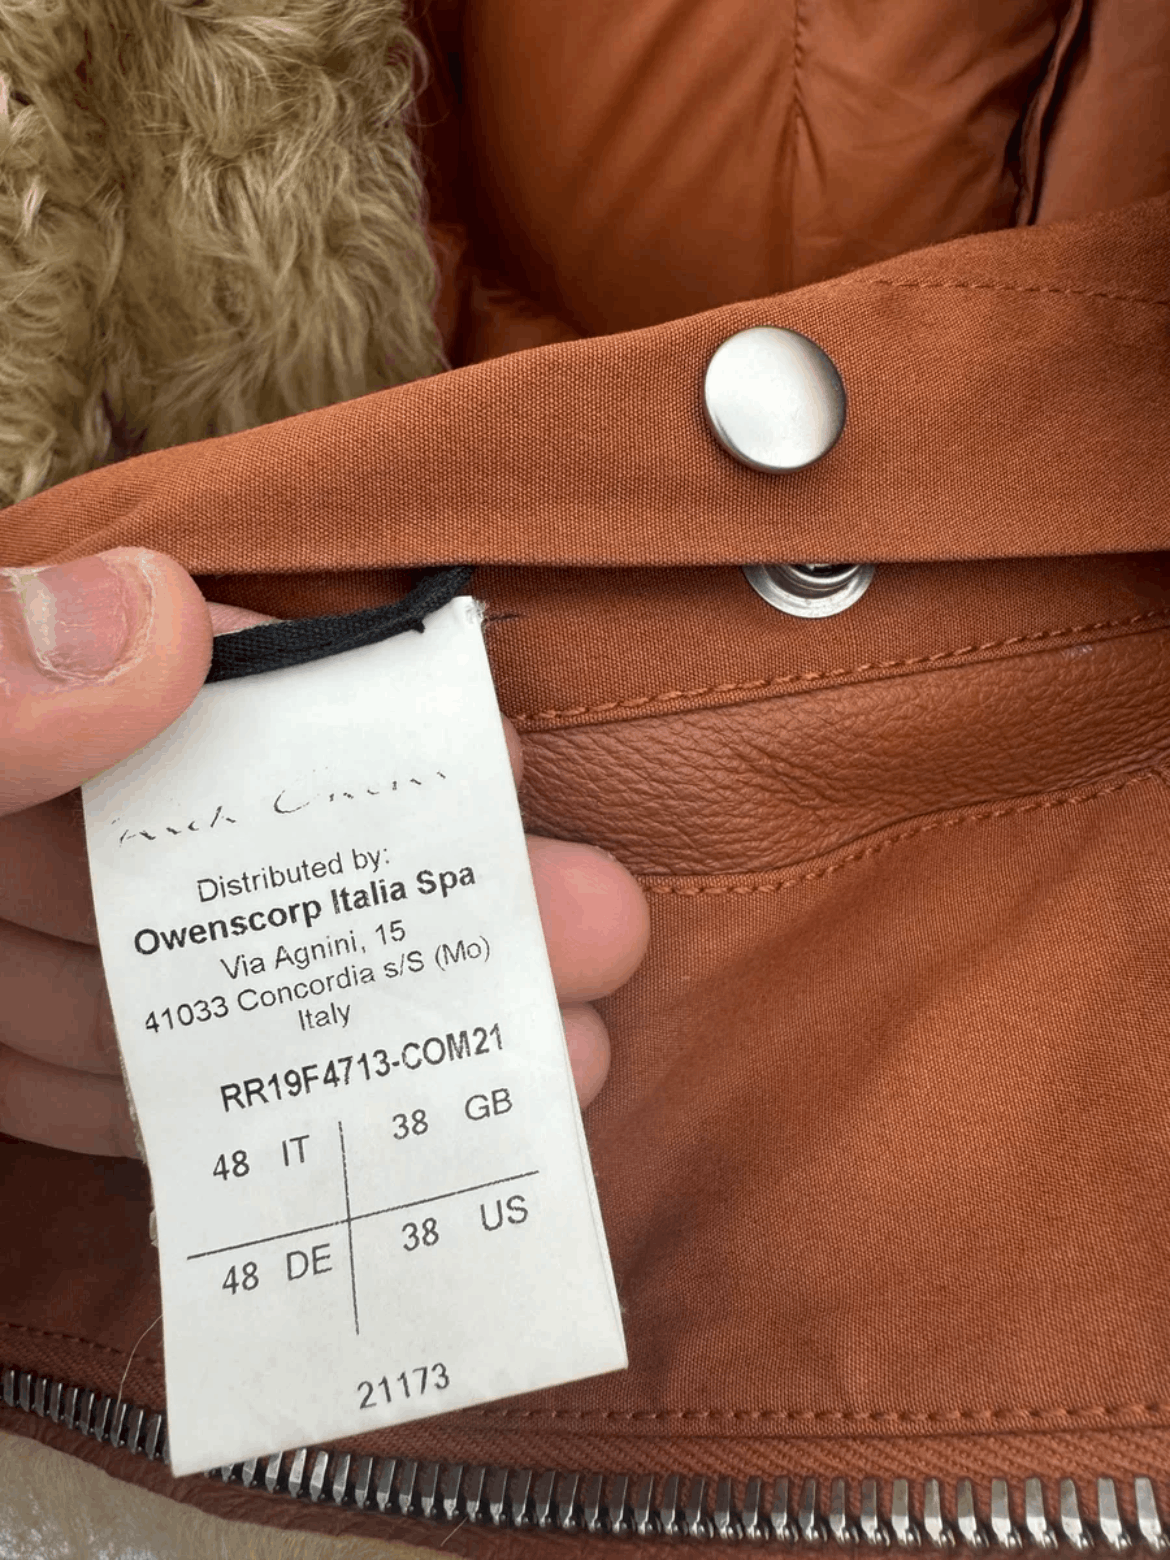 Distributed by:
Owenscorp Italia Spa
Via Agnini, 15
41033 Concordia s/S (Mo)
Italy
RR19F4713-COM21
48 IT 38 GB
48 DE 38 US
21173